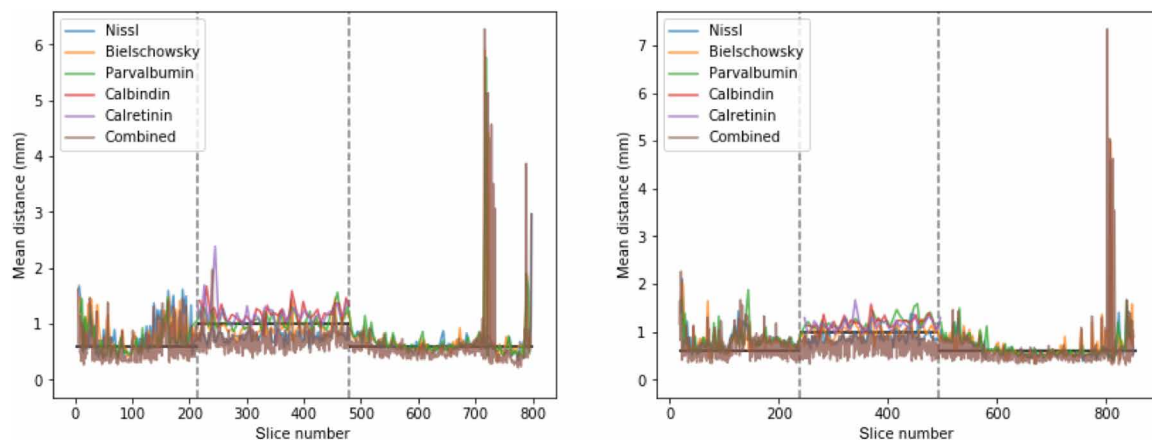 Nissl
Bielschowsky
Parvalbumin
Calbindin
Calretinin
Combined
Mean distance (mm)
6
5
4
3
2
1
0
0 100 200 300 400 500 600 700 800
Slice number
Nissl
Bielschowsky
Parvalbumin
Calbindin
Calretinin
Combined
Mean distance (mm)
7
6
5
4
3
2
1
0
0 200 400 600 800
Slice number